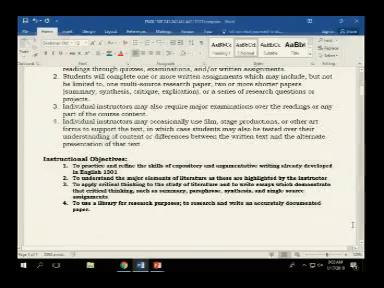 readings through quizzes, examinations, and/or written assignments.
2. Students will complete one or more written assignments which may include, but not
be limited to, one multi-source research paper, two or more shorter papers
(summary, synthesis, critique, explication), or a series of research questions or
projects.
3. Individual instructors may also require major examinations over the readings or any
part of the course content.
4. Individual instructors may occasionally use film, stage productions, or other art
forms to support the text, in which case students may also be tested over their
understanding of content or differences between the written text and the alternate
presentation of that text
Instructional Objectives:
1. To practice and refine the skills of expository and argumentative writing already developed
in English 1301
2. To understand the major elements of literature as these are highlighted by the instructor
3. To apply critical thinking to the study of literature and to write essays which demonstrate
that critical thinking, such as summary, paraphrase, synthesis, and single source
assignments
4. To use a library for research purposes; to research and write an accurately documented
paper.